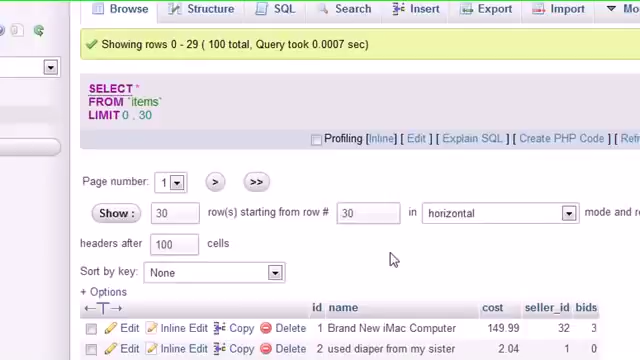 Browse Structure SQL Search Insert Export Import Mo
Showing rows 0 - 29 ( 100 total, Query took 0.0007 sec)
SELECT *
FROM `items`
LIMIT 0 , 30
Profiling [Inline] [ Edit ] [ Explain SQL ] [ Create PHP Code ] [ Refr
Page number: 1 > >>
Show : 30 row(s) starting from row # 30 in horizontal mode and re
headers after 100 cells
Sort by key: None
+ Options
←T→ id name cost seller_id bids
Edit Inline Edit Copy Delete 1 Brand New iMac Computer 149.99 32 3
Edit Inline Edit Copy Delete 2 used diaper from my sister 2.04 1 0